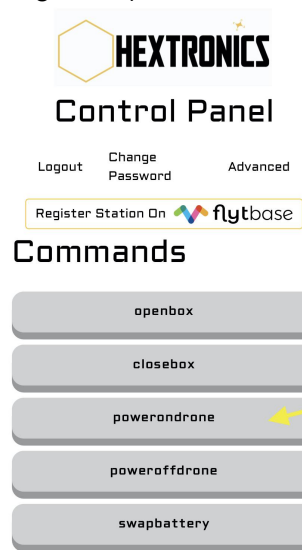 HEXTRONICS
Control Panel
Logout
Change
Password
Advanced
Register Station On flytbase
Commands
openbox
closebox
powerondrone
poweroffdrone
swapbattery